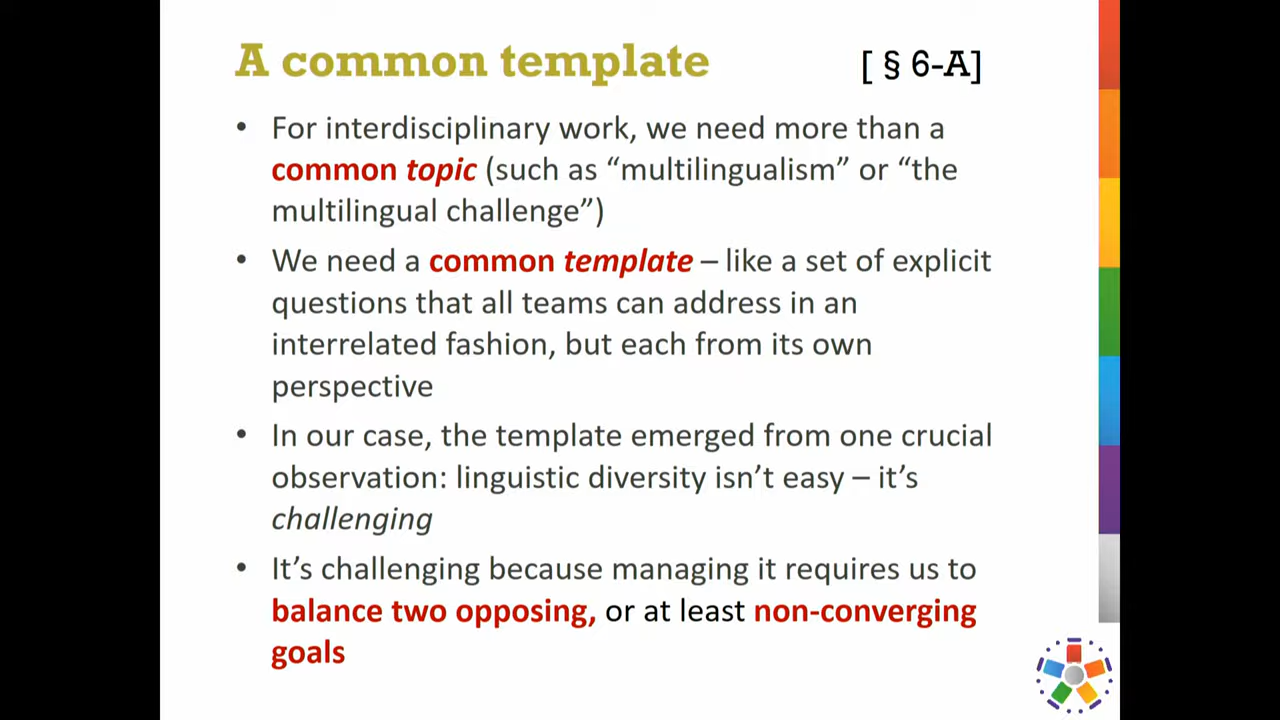 A common template [ § 6-A]
• For interdisciplinary work, we need more than a
common topic (such as “multilingualism” or “the
multilingual challenge”)
• We need a common template – like a set of explicit
questions that all teams can address in an
interrelated fashion, but each from its own
perspective
• In our case, the template emerged from one crucial
observation: linguistic diversity isn’t easy – it’s
challenging
• It’s challenging because managing it requires us to
balance two opposing, or at least non-converging
goals